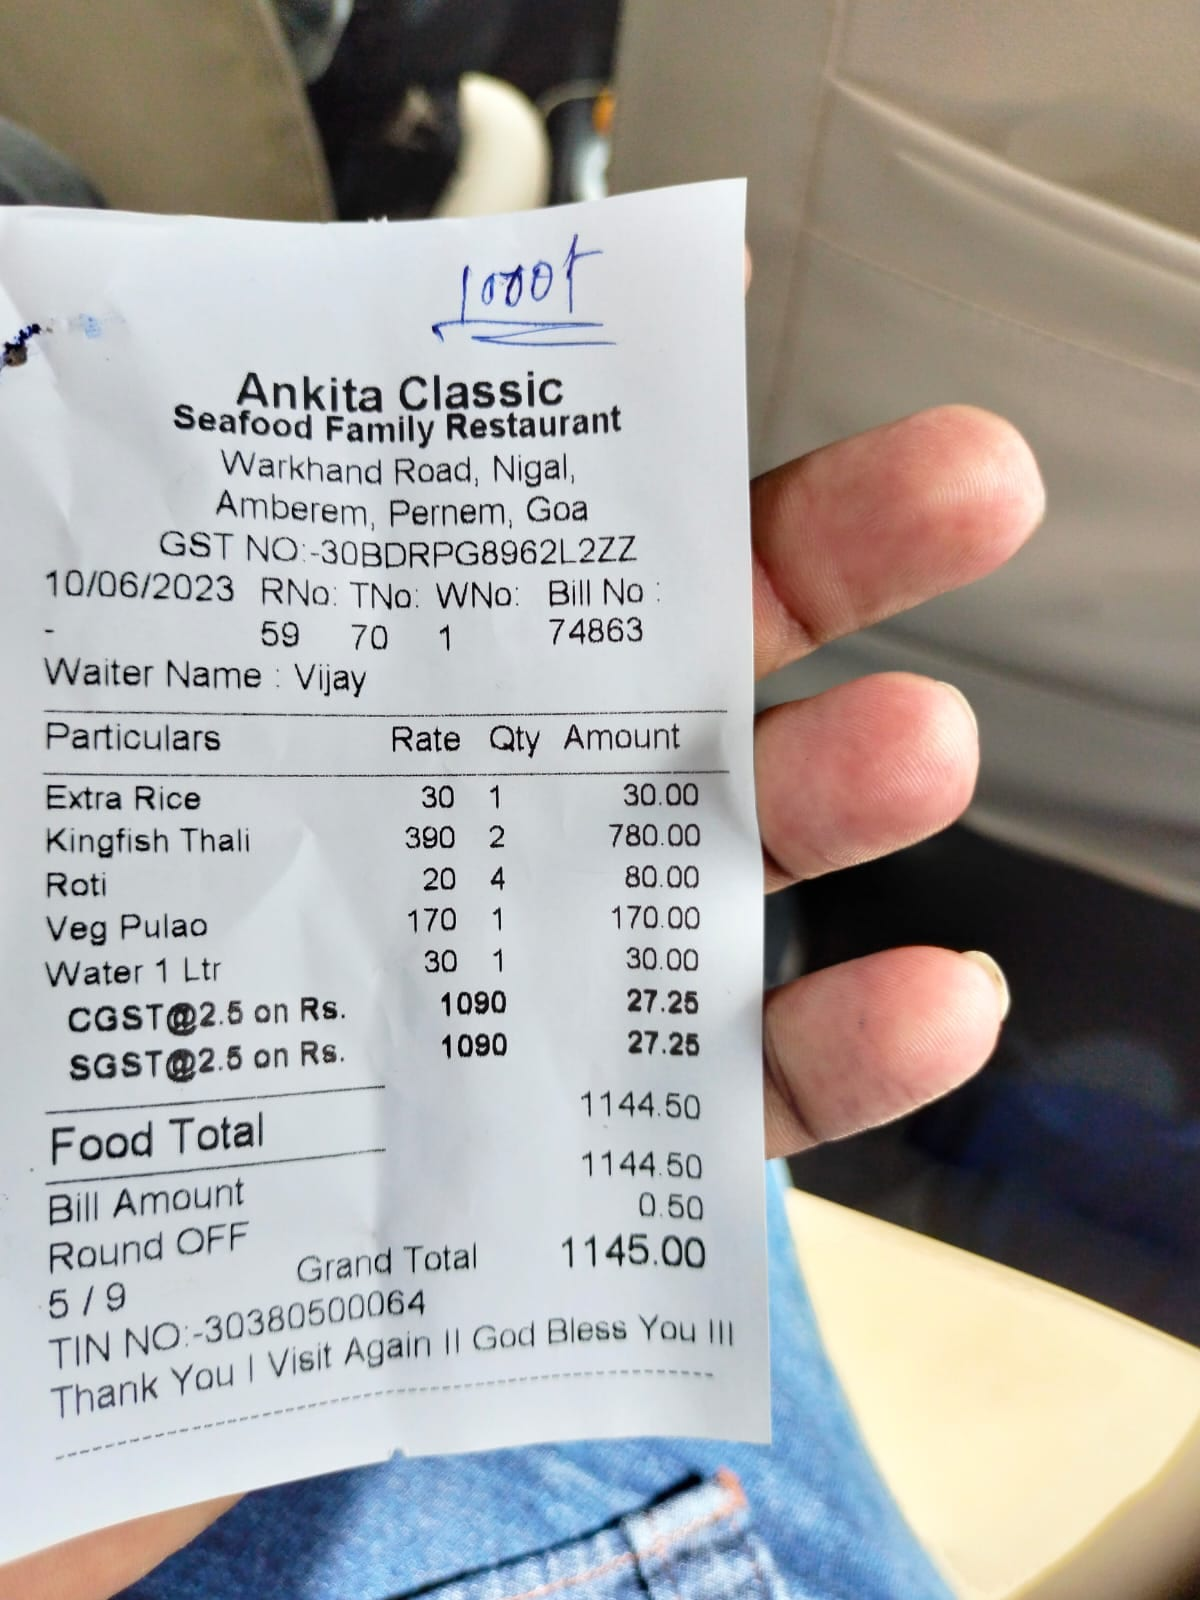 Ankita Classic
Seafood Family Restaurant
Warkhand Road, Nigal,
Amberem, Pernem, Goa
GST NO:-30BDRPG8962L2ZZ
10/06/2023 RNo: TNo: WNo: Bill No :
- 59 70 1 74863
Waiter Name : Vijay
Particulars Rate Qty Amount
Extra Rice 30 1 30.00
Kingfish Thali 390 2 780.00
Roti 20 4 80.00
Veg Pulao 170 1 170.00
Water 1 Ltr 30 1 30.00
CGST@2.5 on Rs. 1090 27.25
SGST@2.5 on Rs. 1090 27.25
Food Total 1144.50
Bill Amount 1144.50
Round OFF 0.50
5 / 9 Grand Total 1145.00
TIN NO:-30380500064
Thank You | Visit Again || God Bless You |||